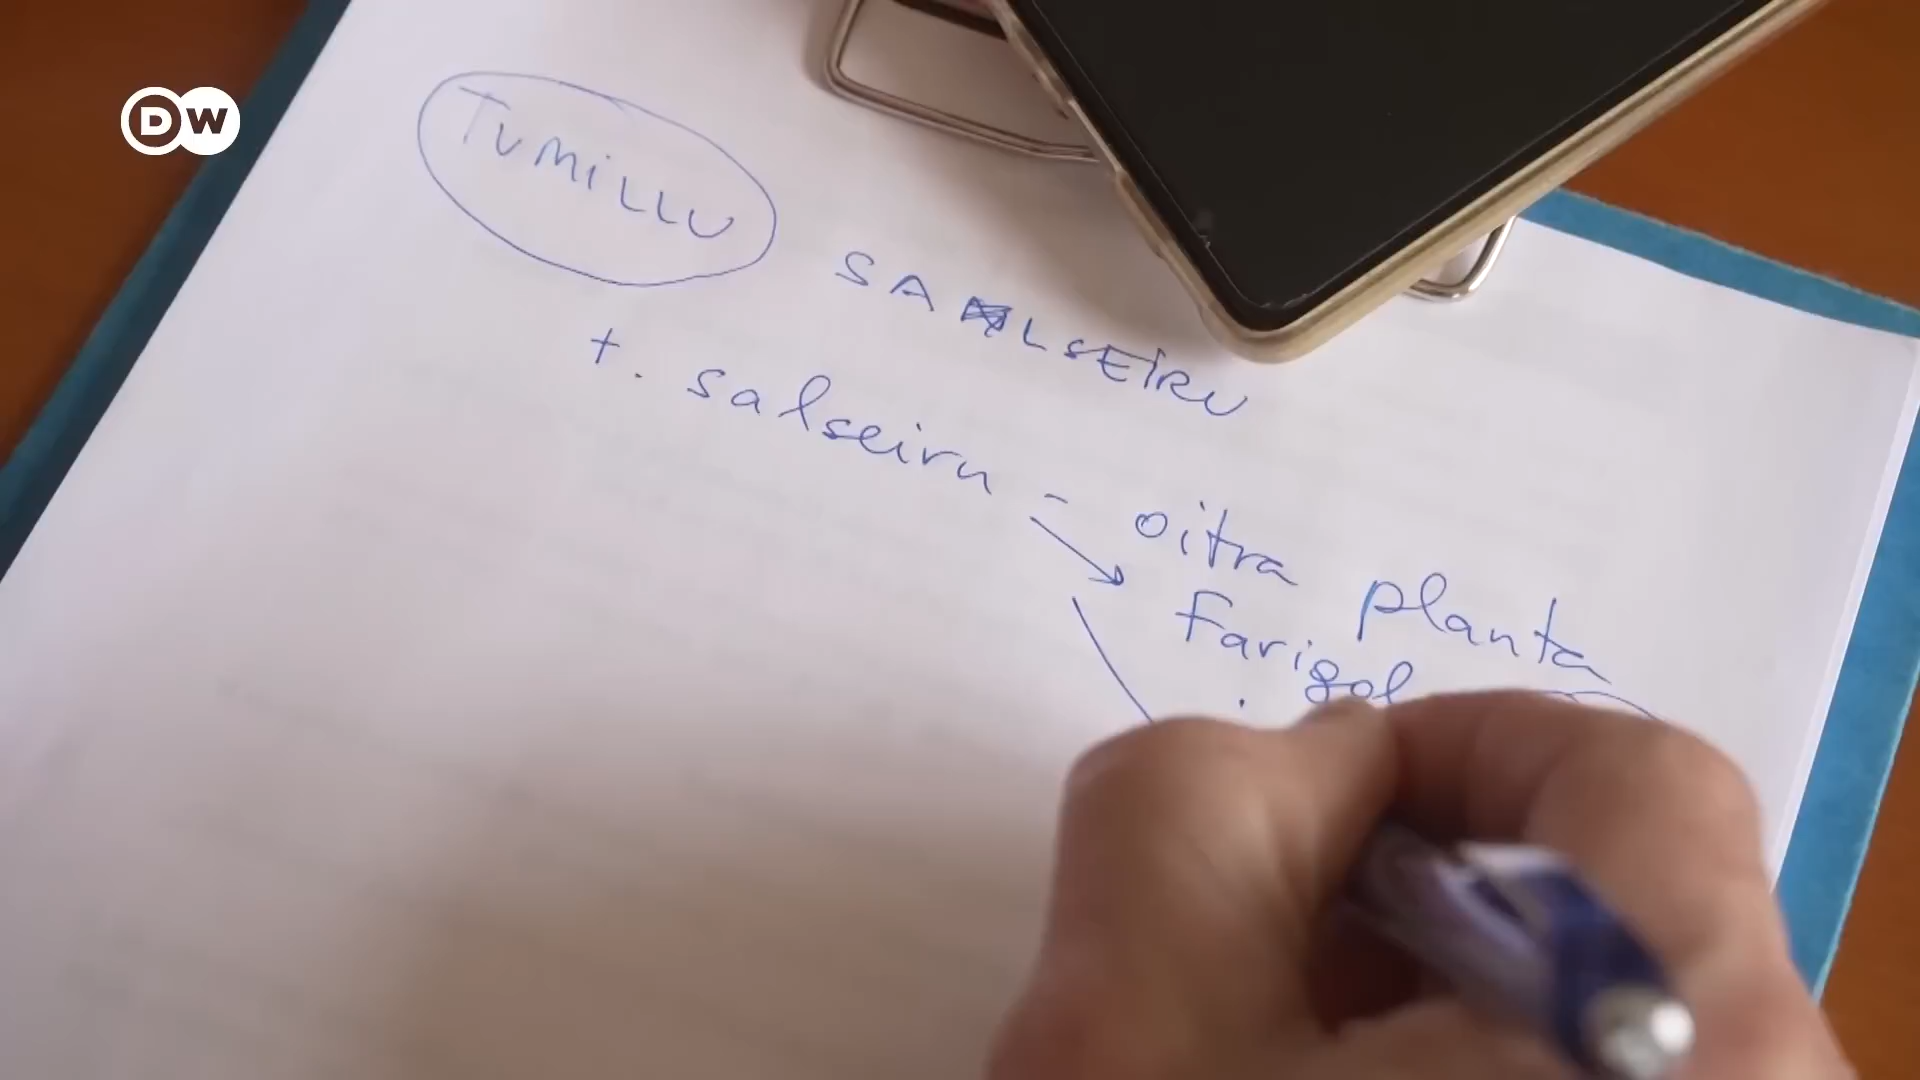 DW
TUMiLLU
SALSEiRU
t. salseiru - oitra planta
Farigol